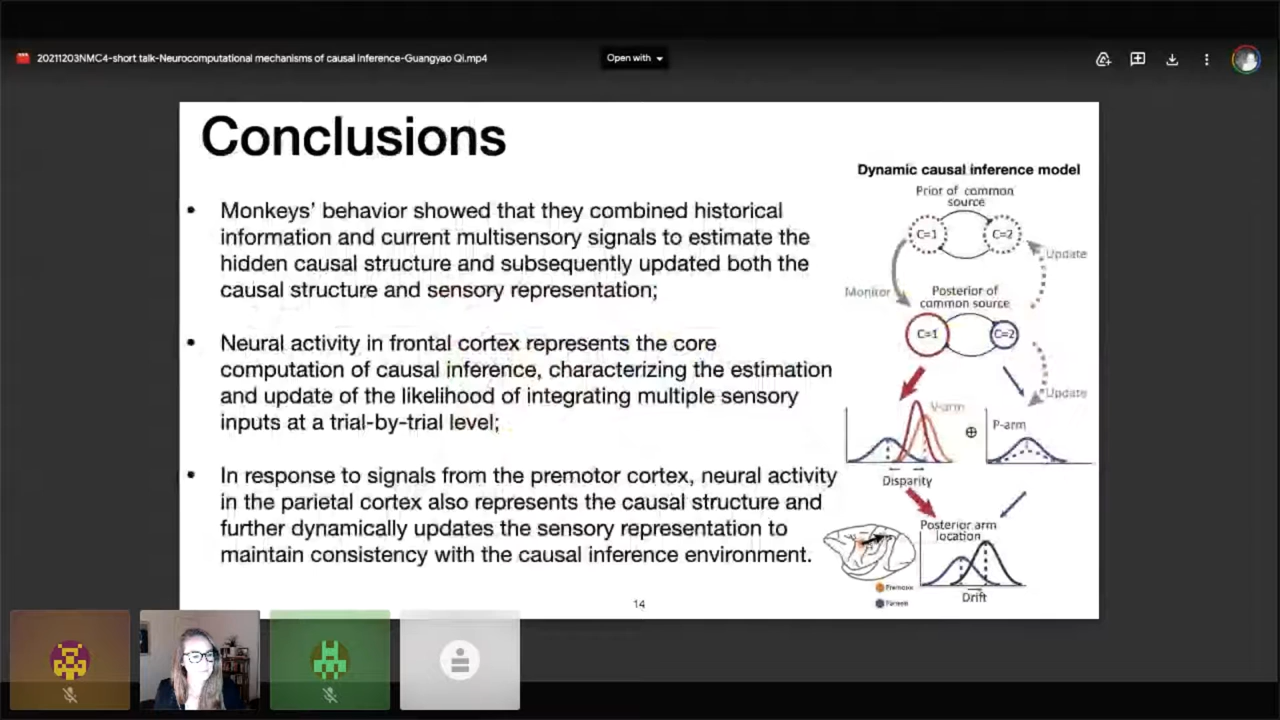 20211203NMC4-short talk-Neurocomputational mechanisms of causal inference-Guangyao Qi.mp4
Open with
Conclusions
• Monkeys' behavior showed that they combined historical
information and current multisensory signals to estimate the
hidden causal structure and subsequently updated both the
causal structure and sensory representation;
• Neural activity in frontal cortex represents the core
computation of causal inference, characterizing the estimation
and update of the likelihood of integrating multiple sensory
inputs at a trial-by-trial level;
• In response to signals from the premotor cortex, neural activity
in the parietal cortex also represents the causal structure and
further dynamically updates the sensory representation to
maintain consistency with the causal inference environment.
Dynamic causal inference model
Prior of common
source
C=1
C=2
Update
Monitor
Posterior of
common source
C=1
C=2
Update
V-arm
P-arm
⊕
Disparity
Posterior arm
location
Drift
14